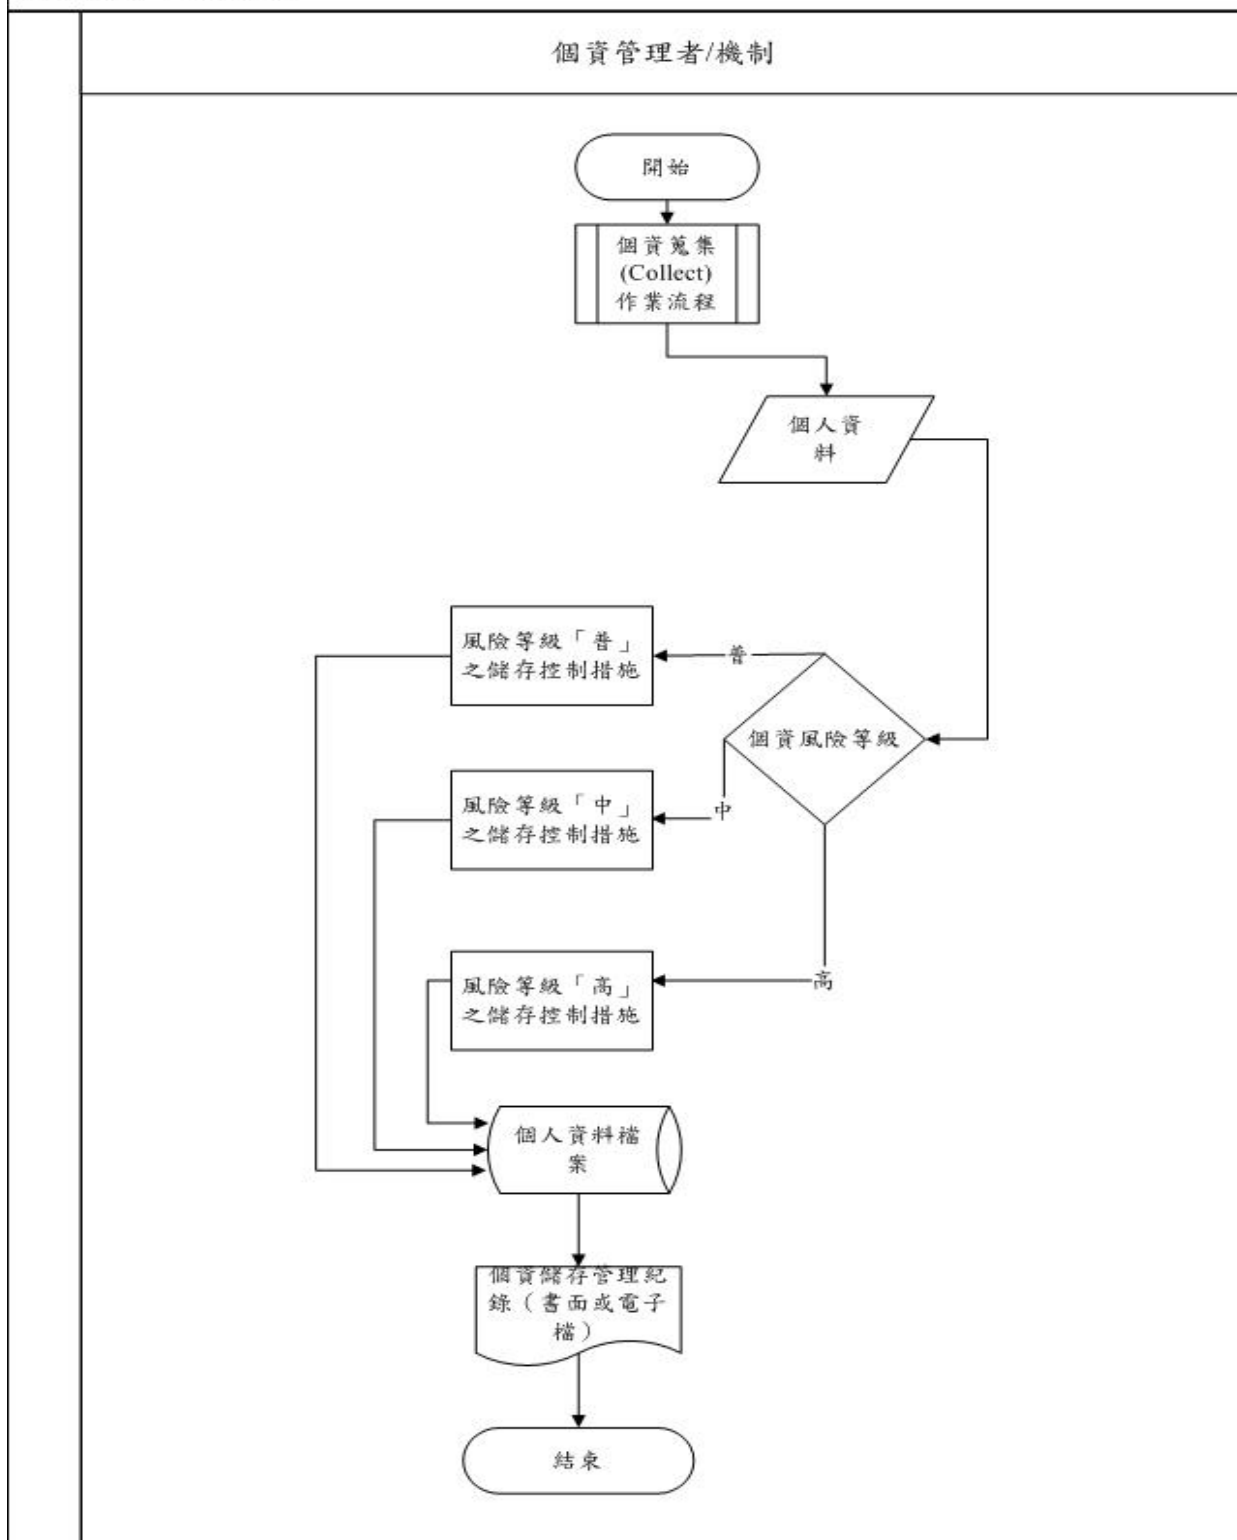 個資管理者/機制
開始
個資蒐集
(Collect)
作業流程
個人資
料
風險等級「普」
之儲存控制措施
普
個資風險等級
風險等級「中」
之儲存控制措施
中
風險等級「高」
之儲存控制措施
高
個人資料檔
案
個資儲存管理紀
錄（書面或電子
檔）
結束